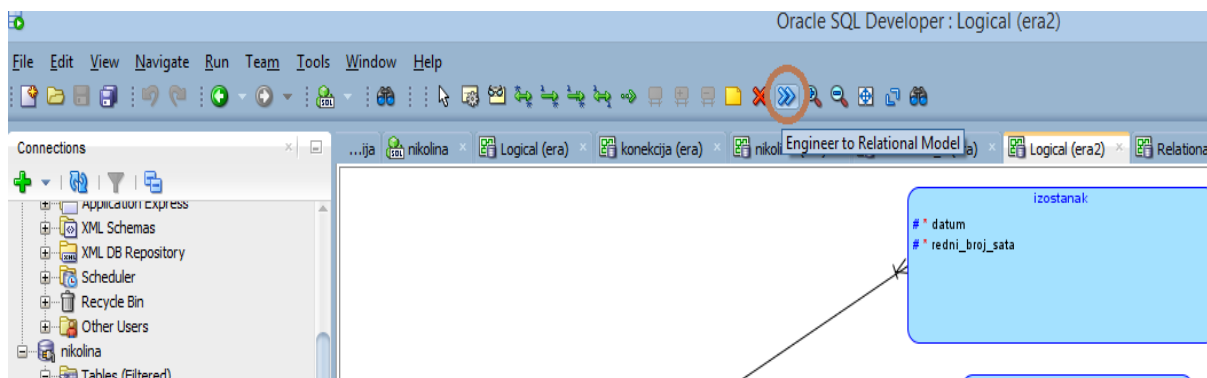 Oracle SQL Developer : Logical (era2)
File Edit View Navigate Run Team Tools Window Help
SQL
Connections
...ija nikolina Logical (era) konekcija (era) Engineer to Relational Model Logical (era2) Relationa
Application Express
XML Schemas
XML DB Repository
Scheduler
Recycle Bin
Other Users
nikolina
Tables (Filtered)
izostanak
# * datum
# * redni_broj_sata